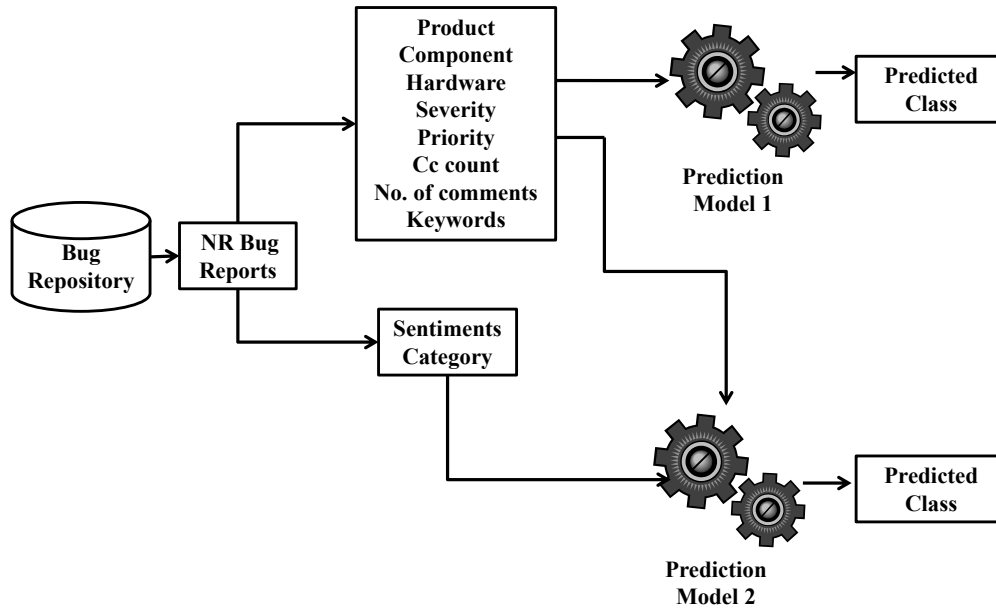 Product
Component
Hardware
Severity
Priority
Cc count
No. of comments
Keywords
Predicted
Class
Prediction
Model 1
Bug
Repository
NR Bug
Reports
Sentiments
Category
Predicted
Class
Prediction
Model 2